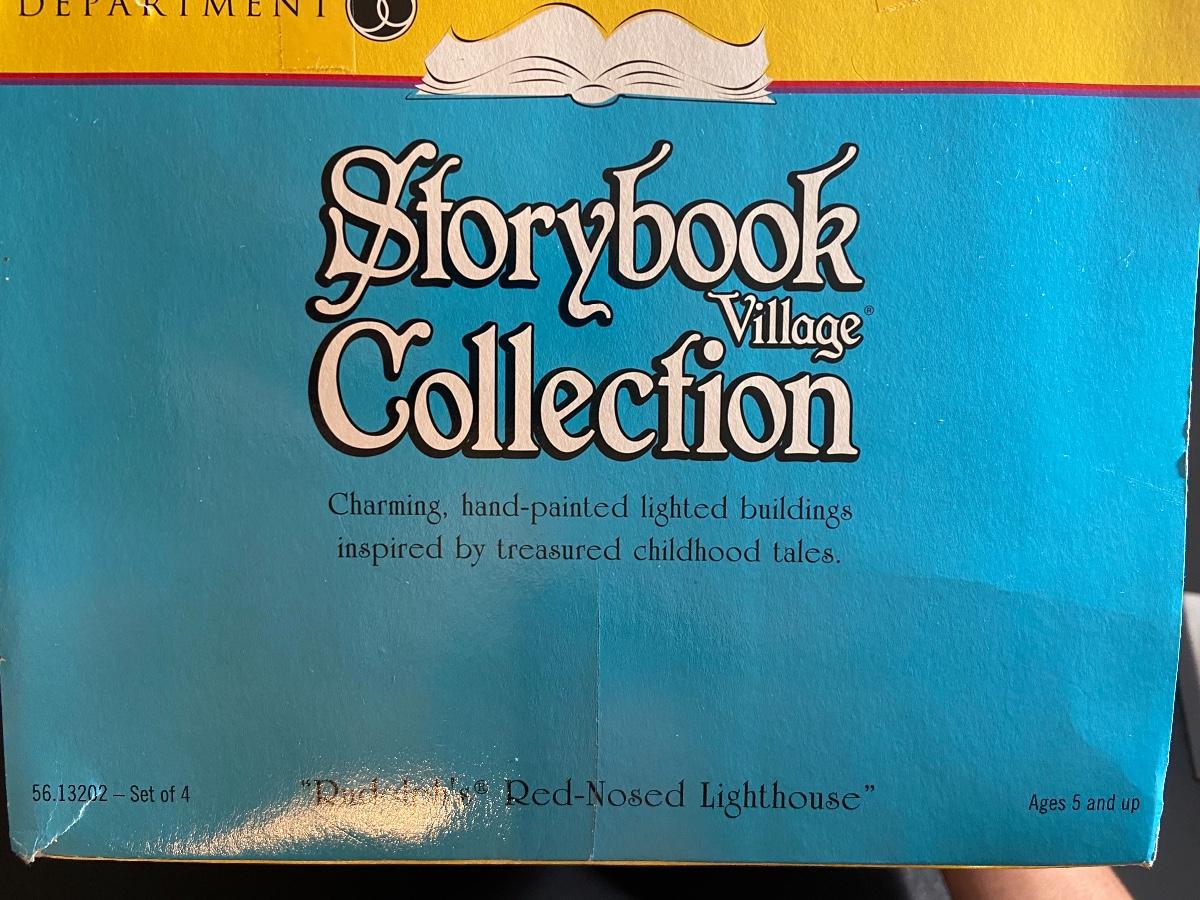 DEPARTMENT
Storybook
Village®
Collection
Charming, hand-painted lighted buildings
inspired by treasured childhood tales.
56.13202 – Set of 4
"Rudolph's® Red-Nosed Lighthouse"
Ages 5 and up